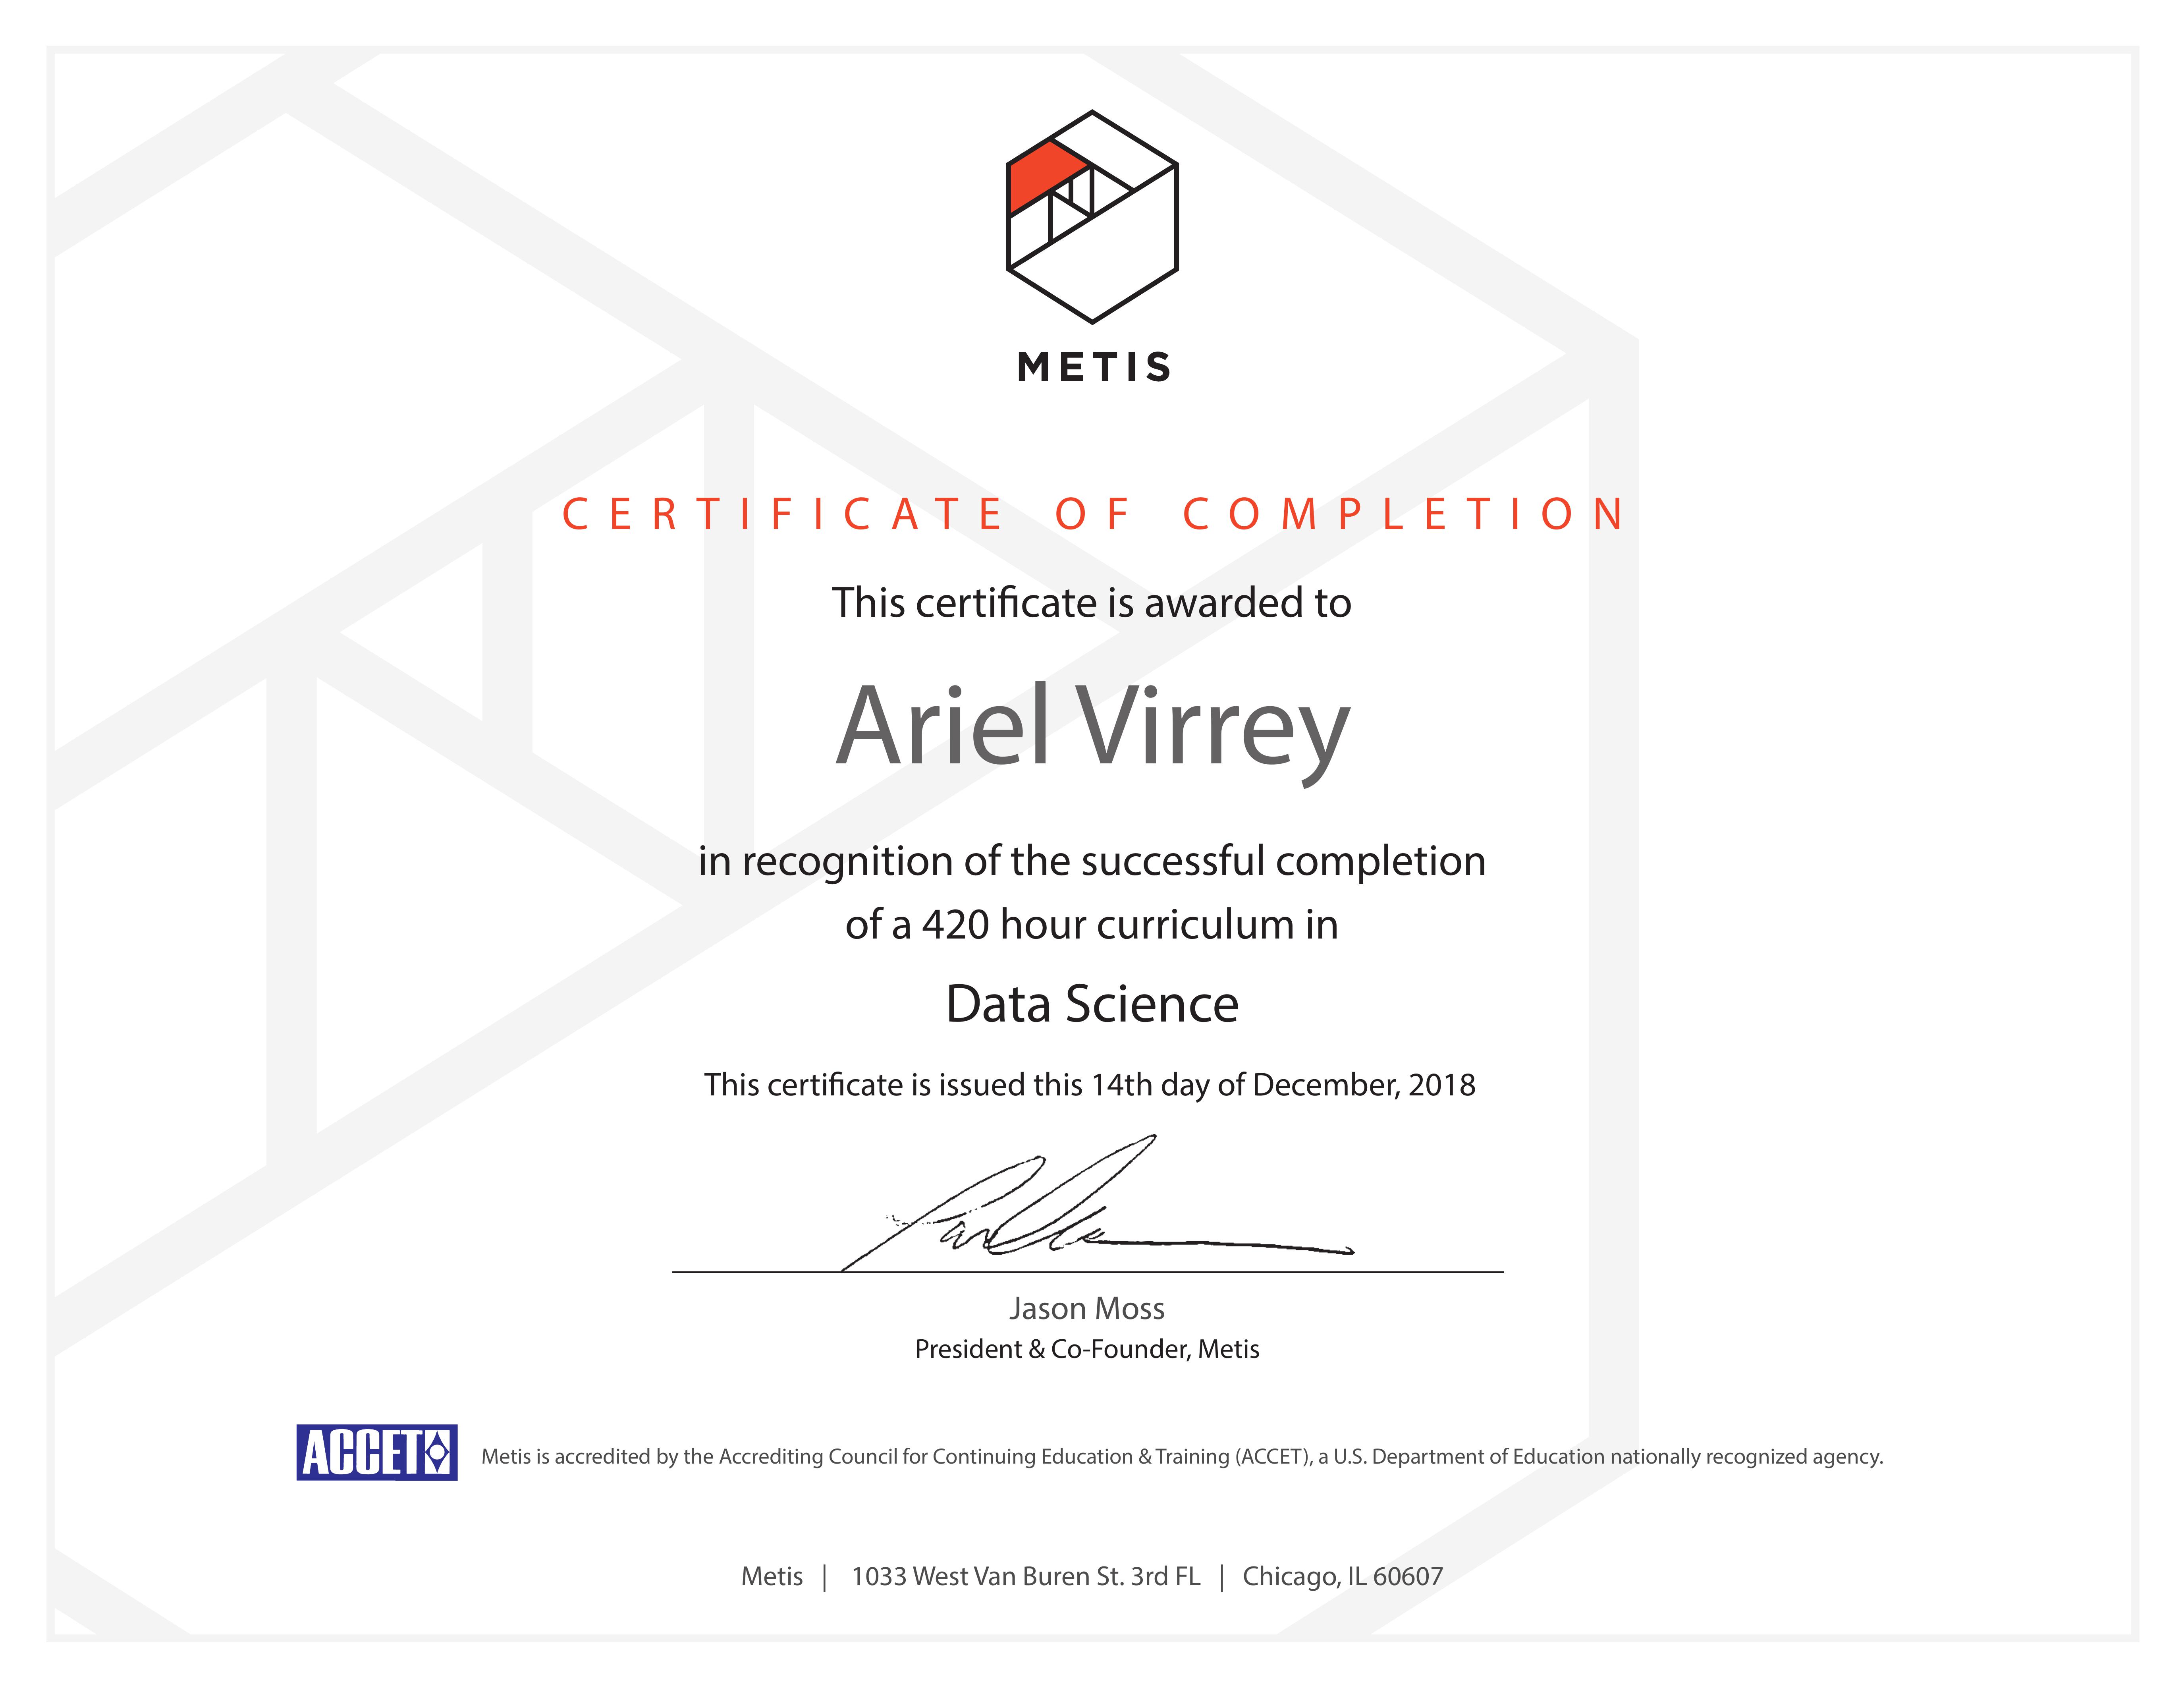 METIS
CERTIFICATE OF COMPLETION
This certificate is awarded to
Ariel Virrey
in recognition of the successful completion
of a 420 hour curriculum in
Data Science
This certificate is issued this 14th day of December, 2018
Jason Moss
President & Co-Founder, Metis
ACCET Metis is accredited by the Accrediting Council for Continuing Education & Training (ACCET), a U.S. Department of Education nationally recognized agency.
Metis | 1033 West Van Buren St. 3rd FL | Chicago, IL 60607